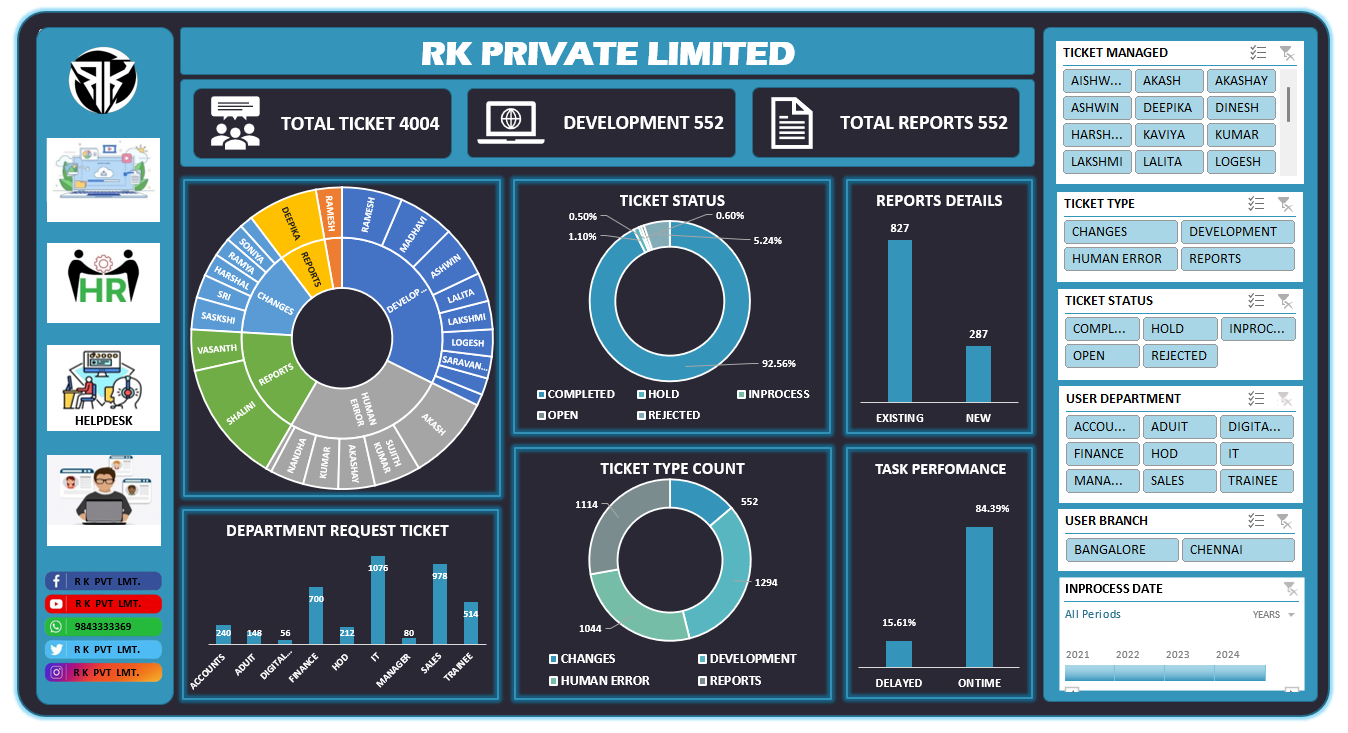 RK PRIVATE LIMITED
TOTAL TICKET 4004
DEVELOPMENT 552
TOTAL REPORTS 552
HR
HELPDESK
R K PVT LMT.
R K PVT LMT.
9843333369
R K PVT LMT.
R K PVT LMT.
DEVELOP...
HUMAN ERROR
REPORTS
CHANGES
REPORTS
RAMESH
MADHAVI
ASHWIN
LALITA
LAKSHMI
LOGESH
SARAVAN...
AKASH
SUJITH KUMAR
AKASHAY
KUMAR
NANDHA
SHALINI
VASANTH
SASKSHI
SRI
HARSHAL
RAMYA
SONIYA
DEEPIKA
RAMESH
DEPARTMENT REQUEST TICKET
240 148 56 700 212 1076 80 978 514
ACCOUNTS ADUIT DIGITAL... FINANCE HOD IT MANAGER SALES TRAINEE
TICKET STATUS
0.50% 0.60%
1.10% 5.24%
92.56%
COMPLETED HOLD INPROCESS
OPEN REJECTED
TICKET TYPE COUNT
1114 552
1294
1044
CHANGES DEVELOPMENT
HUMAN ERROR REPORTS
REPORTS DETAILS
827
287
EXISTING NEW
TASK PERFOMANCE
84.39%
15.61%
DELAYED ONTIME
TICKET MANAGED
AISHW... AKASH AKASHAY
ASHWIN DEEPIKA DINESH
HARSH... KAVIYA KUMAR
LAKSHMI LALITA LOGESH
TICKET TYPE
CHANGES DEVELOPMENT
HUMAN ERROR REPORTS
TICKET STATUS
COMPL... HOLD INPROC...
OPEN REJECTED
USER DEPARTMENT
ACCOU... ADUIT DIGITA...
FINANCE HOD IT
MANA... SALES TRAINEE
USER BRANCH
BANGALORE CHENNAI
INPROCESS DATE
All Periods YEARS
2021 2022 2023 2024